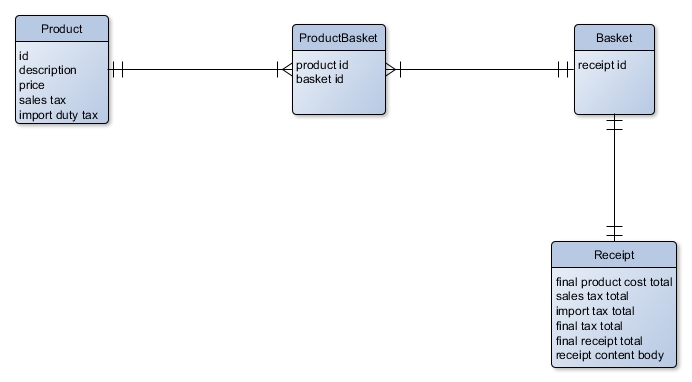 Product
id
description
price
sales tax
import duty tax
ProductBasket
product id
basket id
Basket
receipt id
Receipt
final product cost total
sales tax total
import tax total
final tax total
final receipt total
receipt content body